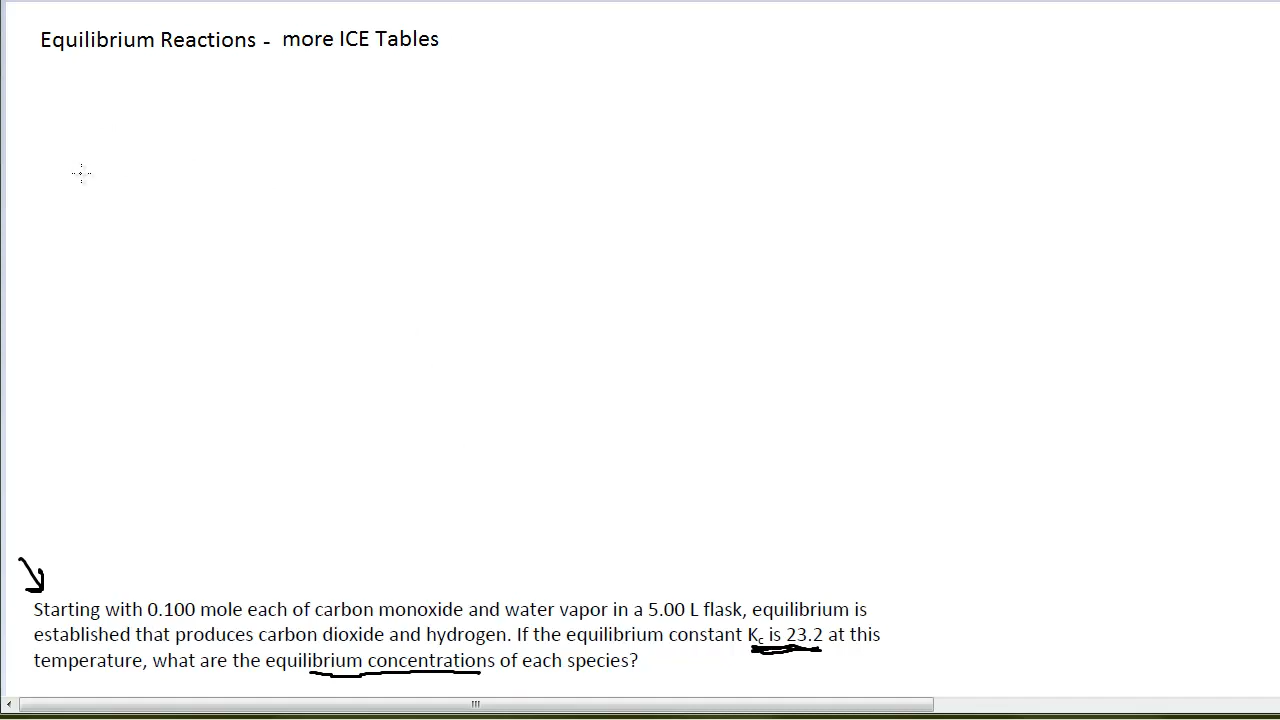 Equilibrium Reactions - more ICE Tables
Starting with 0.100 mole each of carbon monoxide and water vapor in a 5.00 L flask, equilibrium is
established that produces carbon dioxide and hydrogen. If the equilibrium constant Kc is 23.2 at this
temperature, what are the equilibrium concentrations of each species?